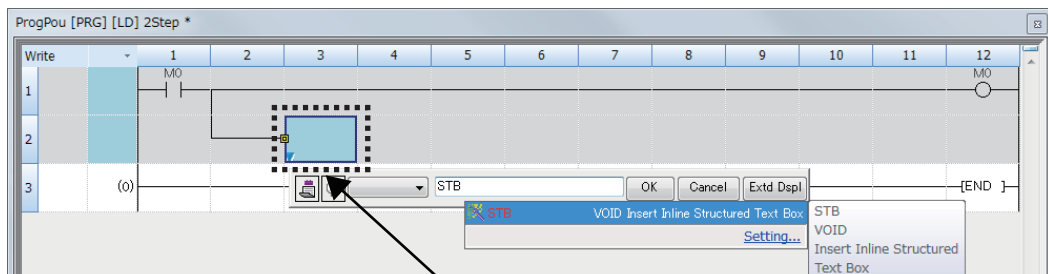 ProgPou [PRG] [LD] 2Step *
Write 1 2 3 4 5 6 7 8 9 10 11 12
M0 M0
1
2
3 (0) [END ]
STB OK Cancel Extd Dspl
STB VOID Insert Inline Structured Text Box
Setting...
STB
VOID
Insert Inline Structured
Text Box